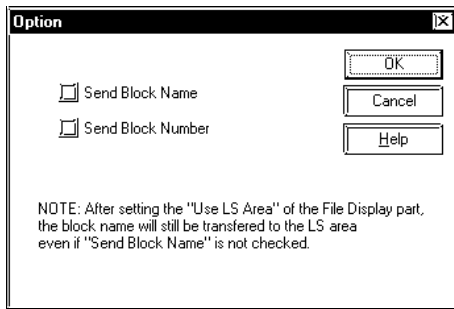 Option
OK
Send Block Name
Cancel
Send Block Number
Help
NOTE: After setting the "Use LS Area" of the File Display part,
the block name will still be transfered to the LS area
even if "Send Block Name" is not checked.